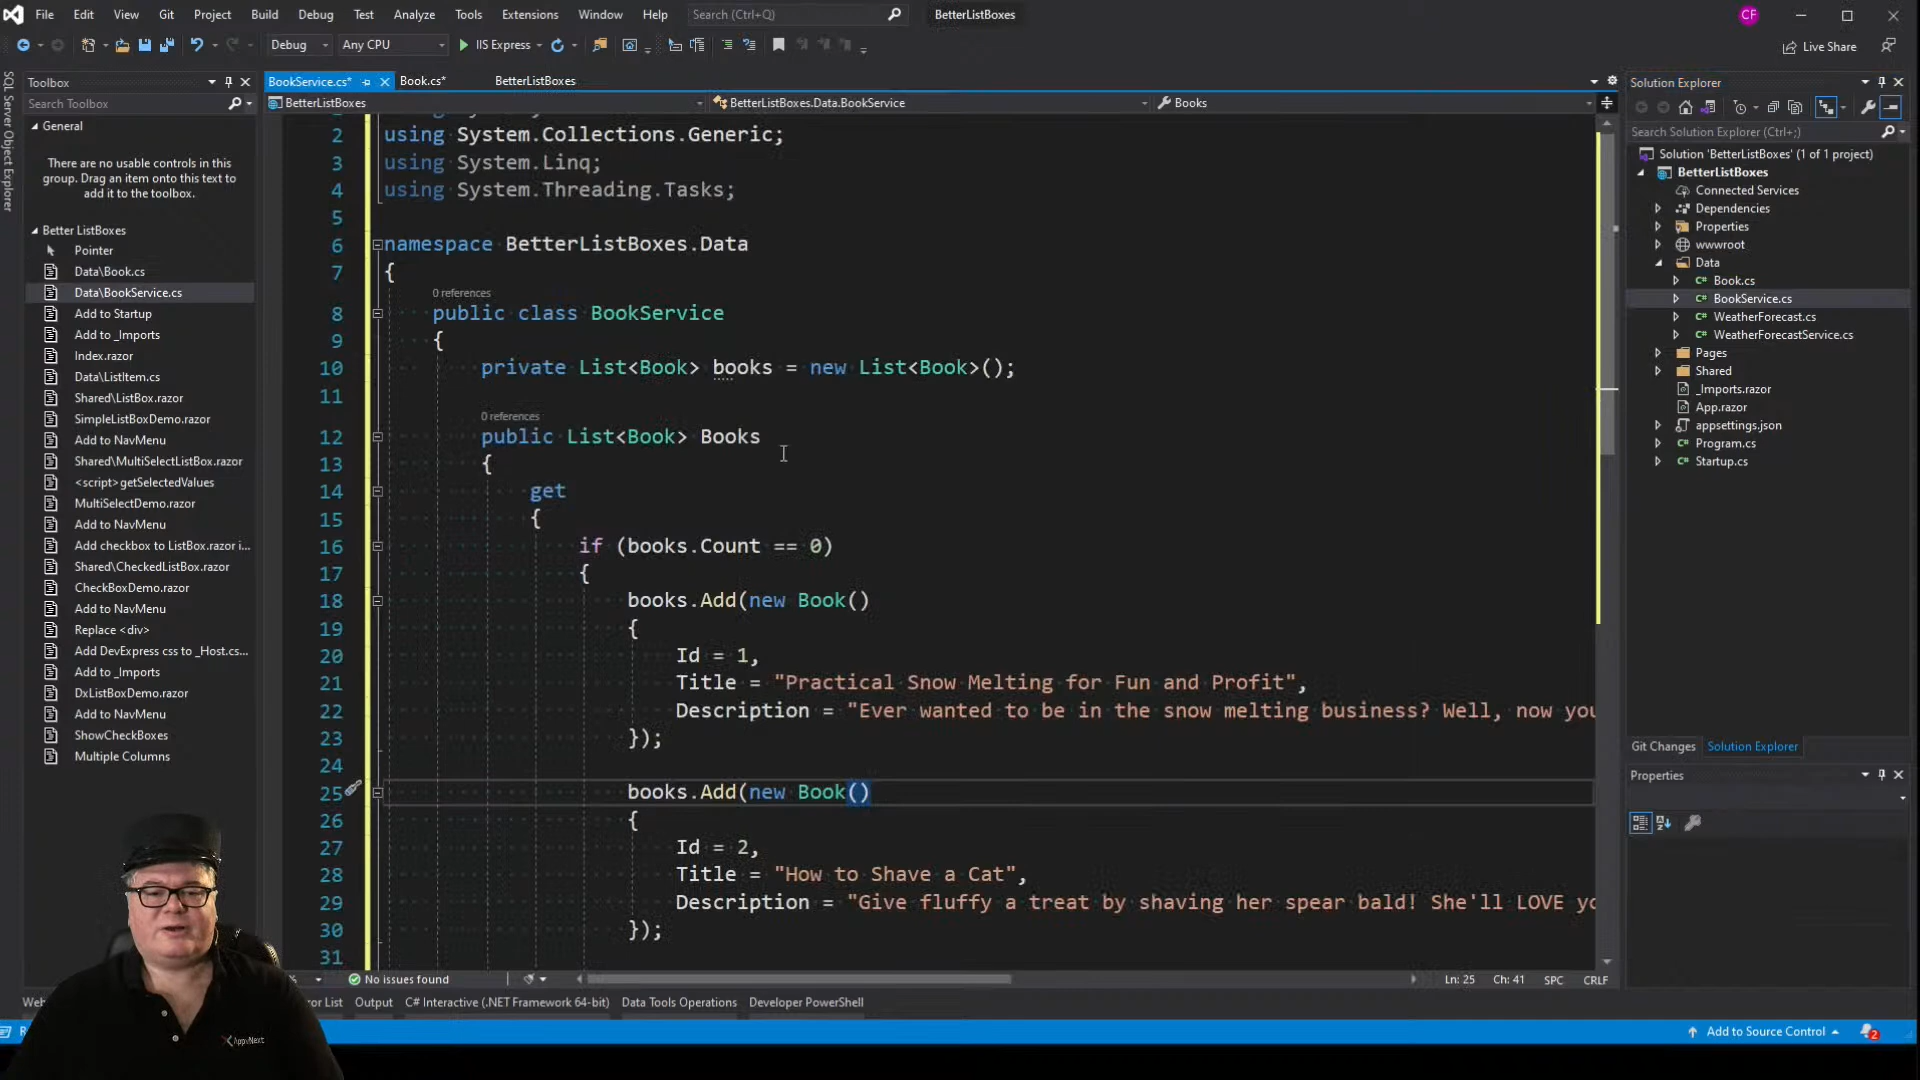 File Edit View Git Project Build Debug Test Analyze Tools Extensions Window Help Search (Ctrl+Q) BetterListBoxes CF
Debug Any CPU IIS Express Live Share
SQL Server Object Explorer
Toolbox
Search Toolbox
General
There are no usable controls in this
group. Drag an item onto this text to
add it to the toolbox.
Better ListBoxes
Pointer
Data\Book.cs
Data\BookService.cs
Add to Startup
Add to _Imports
Index.razor
Data\ListItem.cs
Shared\ListBox.razor
SimpleListBoxDemo.razor
Add to NavMenu
Shared\MultiSelectListBox.razor
<script> getSelectedValues
MultiSelectDemo.razor
Add to NavMenu
Add checkbox to ListBox.razor i...
Shared\CheckedListBox.razor
CheckBoxDemo.razor
Add to NavMenu
Replace <div>
Add DevExpress css to _Host.cs...
Add to _Imports
DxListBoxDemo.razor
Add to NavMenu
ShowCheckBoxes
Multiple Columns
BookService.cs* Book.cs* BetterListBoxes
BetterListBoxes BetterListBoxes.Data.BookService Books
2 using System.Collections.Generic;
3 using System.Linq;
4 using System.Threading.Tasks;
5
6 namespace BetterListBoxes.Data
7 {
0 references
8 public class BookService
9 {
10 private List<Book> books = new List<Book>();
11
0 references
12 public List<Book> Books
13 {
14 get
15 {
16 if (books.Count == 0)
17 {
18 books.Add(new Book()
19 {
20 Id = 1,
21 Title = "Practical Snow Melting for Fun and Profit",
22 Description = "Ever wanted to be in the snow melting business? Well, now you
23 });
24
25 books.Add(new Book()
26 {
27 Id = 2,
28 Title = "How to Shave a Cat",
29 Description = "Give fluffy a treat by shaving her spear bald! She'll LOVE yo
30 });
31
No issues found Ln: 25 Ch: 41 SPC CRLF
Output C# Interactive (.NET Framework 64-bit) Data Tools Operations Developer PowerShell
Solution Explorer
Search Solution Explorer (Ctrl+;)
Solution 'BetterListBoxes' (1 of 1 project)
BetterListBoxes
Connected Services
Dependencies
Properties
wwwroot
Data
C# Book.cs
C# BookService.cs
C# WeatherForecast.cs
C# WeatherForecastService.cs
Pages
Shared
_Imports.razor
App.razor
appsettings.json
C# Program.cs
C# Startup.cs
Git Changes Solution Explorer
Properties
Add to Source Control 2
AppvNext